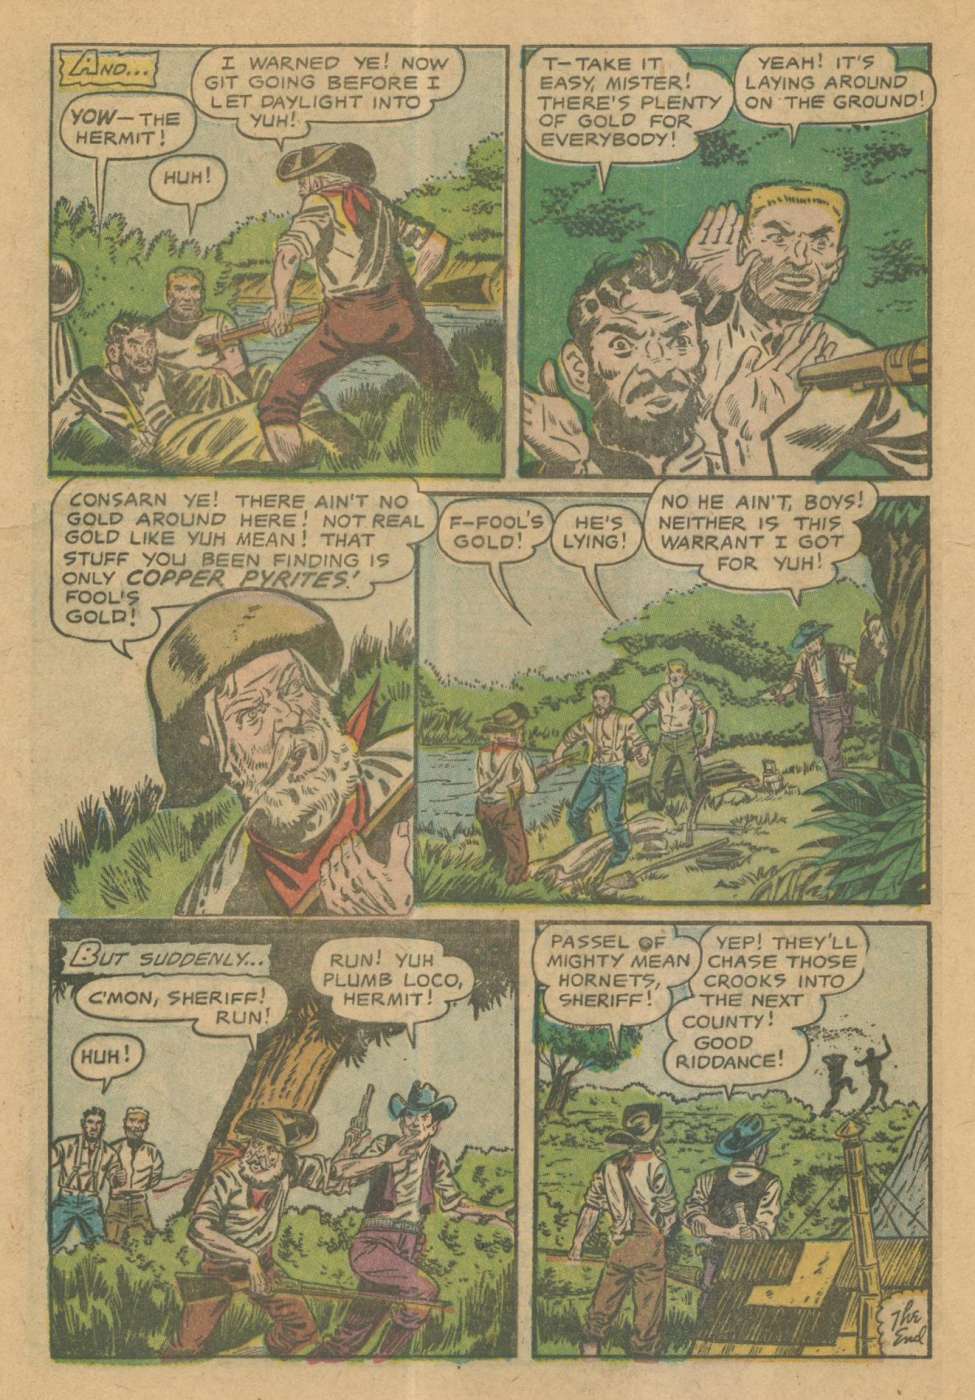 AND...
I WARNED YE! NOW
GIT GOING BEFORE I
LET DAYLIGHT INTO
YUH!
YOW—THE
HERMIT!
HUH!
T-TAKE IT
EASY, MISTER!
THERE'S PLENTY
OF GOLD FOR
EVERYBODY!
YEAH! IT'S
LAYING AROUND
ON THE GROUND!
CONSARN YE! THERE AIN'T NO
GOLD AROUND HERE! NOT REAL
GOLD LIKE YUH MEAN! THAT
STUFF YOU BEEN FINDING IS
ONLY COPPER PYRITES!
FOOL'S
GOLD!
F-FOOL'S
GOLD!
HE'S
LYING!
NO HE AIN'T, BOYS!
NEITHER IS THIS
WARRANT I GOT
FOR YUH!
BUT SUDDENLY...
C'MON, SHERIFF!
RUN!
RUN! YUH
PLUMB LOCO,
HERMIT!
HUH!
PASSEL OF
MIGHTY MEAN
HORNETS,
SHERIFF!
YEP! THEY'LL
CHASE THOSE
CROOKS INTO
THE NEXT
COUNTY!
GOOD
RIDDANCE!
The
End